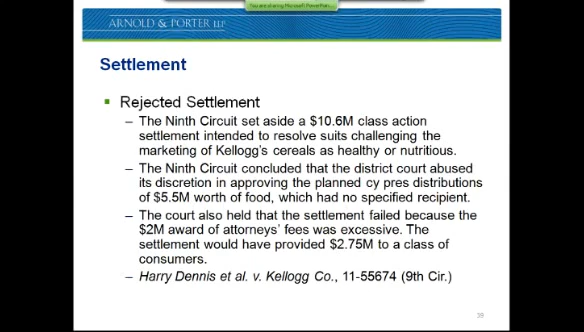 You are sharing Microsoft PowerPoint...
ARNOLD & PORTER LLP
Settlement
▪ Rejected Settlement
– The Ninth Circuit set aside a $10.6M class action
settlement intended to resolve suits challenging the
marketing of Kellogg's cereals as healthy or nutritious.
– The Ninth Circuit concluded that the district court abused
its discretion in approving the planned cy pres distributions
of $5.5M worth of food, which had no specified recipient.
– The court also held that the settlement failed because the
$2M award of attorneys' fees was excessive. The
settlement would have provided $2.75M to a class of
consumers.
– Harry Dennis et al. v. Kellogg Co., 11-55674 (9th Cir.)